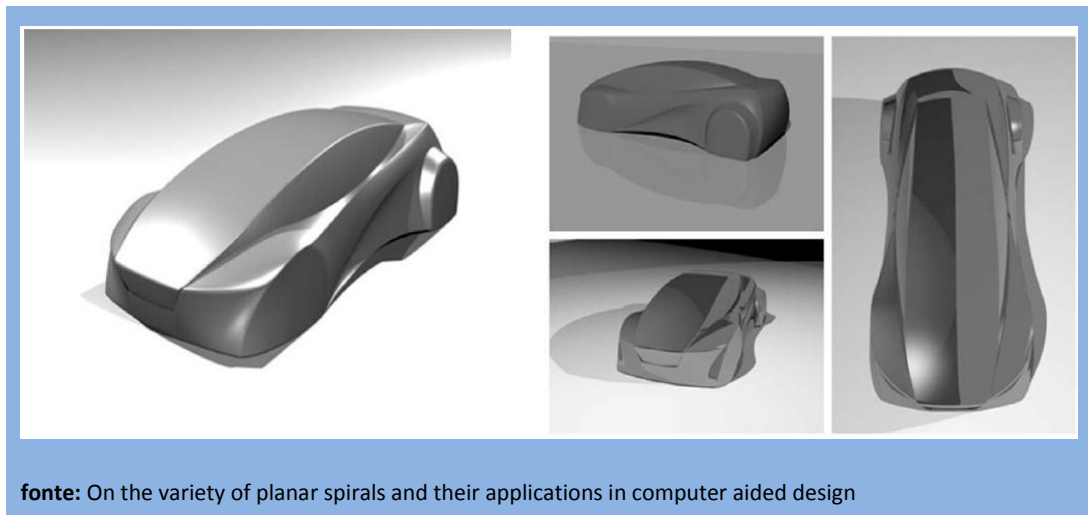 fonte: On the variety of planar spirals and their applications in computer aided design